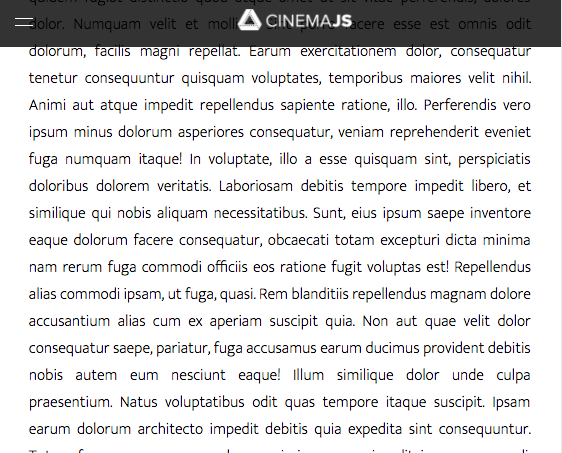 CINEMAJS
dolor. Numquam velit et esse est omnis odit
dolorum, facilis magni repellat. Earum exercitationem dolor, consequatur
tenetur consequuntur quisquam voluptates, temporibus maiores velit nihil.
Animi aut atque impedit repellendus sapiente ratione, illo. Perferendis vero
ipsum minus dolorum asperiores consequatur, veniam reprehenderit eveniet
fuga numquam itaque! In voluptate, illo a esse quisquam sint, perspiciatis
doloribus dolorem veritatis. Laboriosam debitis tempore impedit libero, et
similique qui nobis aliquam necessitatibus. Sunt, eius ipsum saepe inventore
eaque dolorum facere consequatur, obcaecati totam excepturi dicta minima
nam rerum fuga commodi officiis eos ratione fugit voluptas est! Repellendus
alias commodi ipsam, ut fuga, quasi. Rem blanditiis repellendus magnam dolore
accusantium alias cum ex aperiam suscipit quia. Non aut quae velit dolor
consequatur saepe, pariatur, fuga accusamus earum ducimus provident debitis
nobis autem eum nesciunt eaque! Illum similique dolor unde culpa
praesentium. Natus voluptatibus odit quas tempore itaque suscipit. Ipsam
earum dolorum architecto impedit debitis quia expedita sint consequuntur.